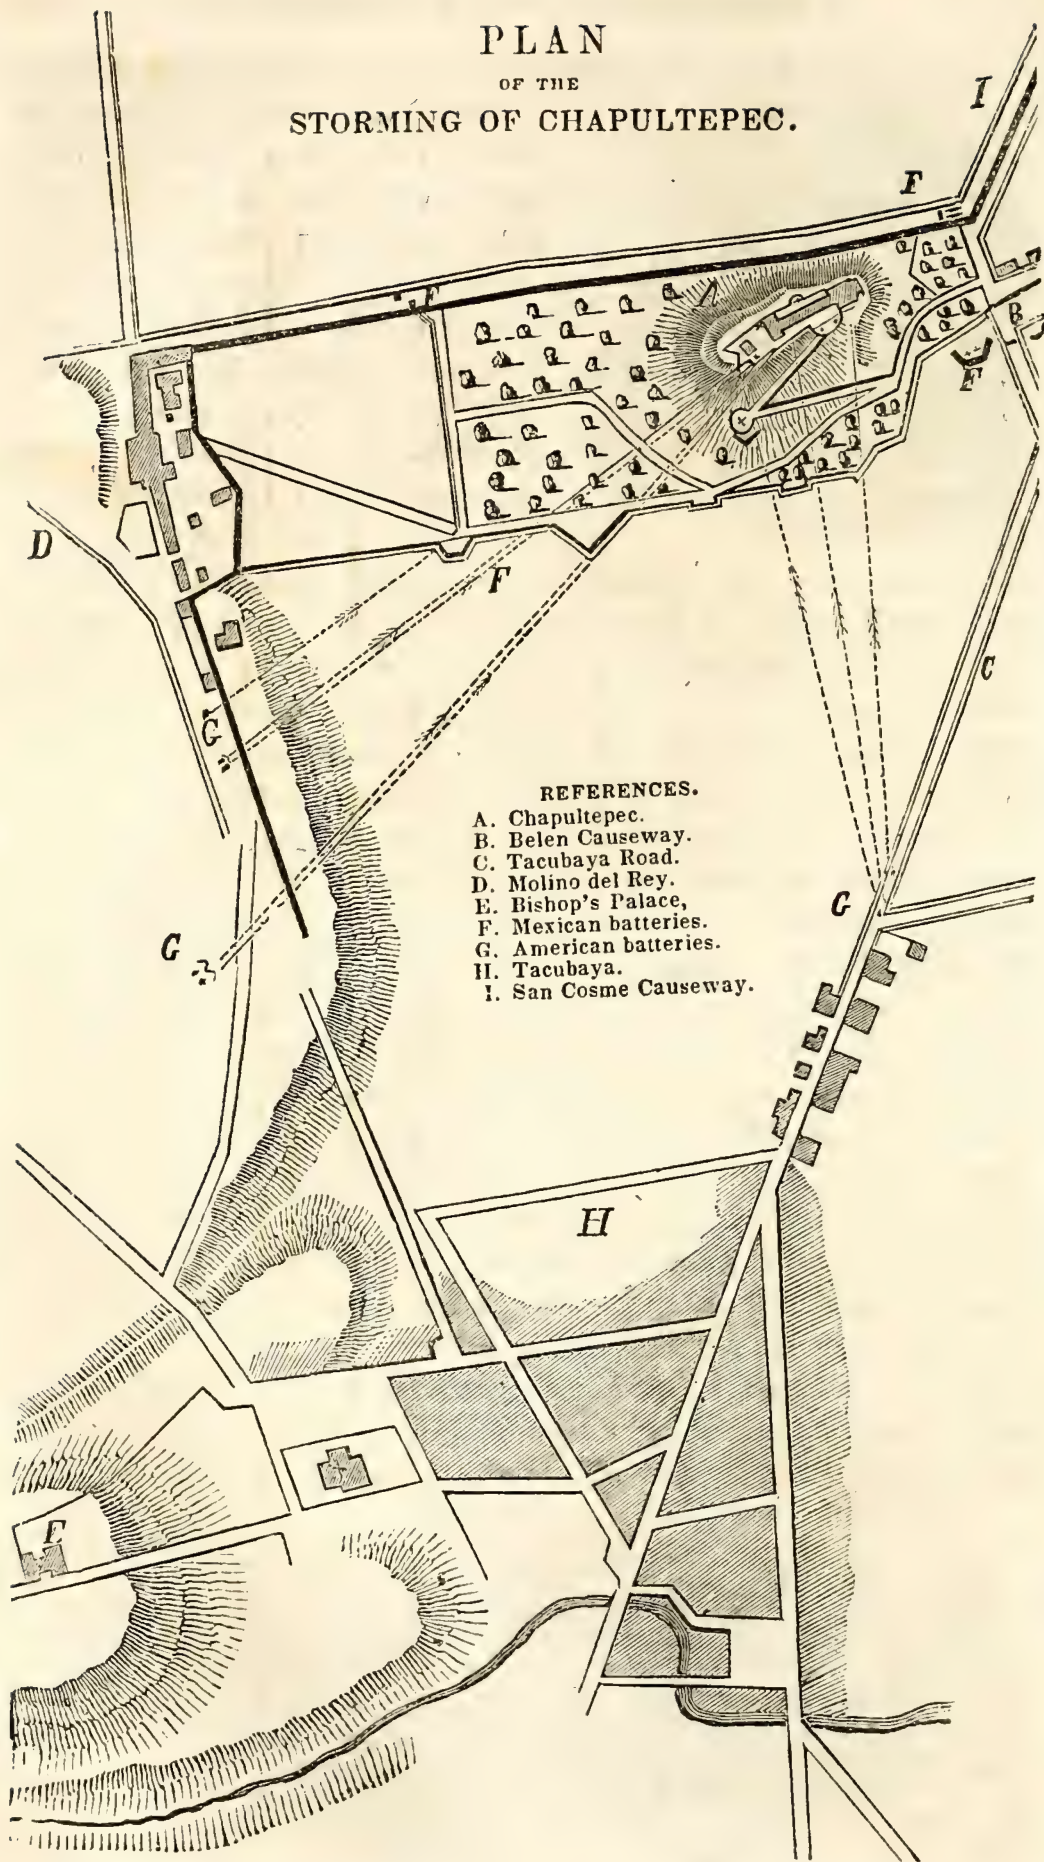 PLAN
OF THE
STORMING OF CHAPULTEPEC.
I
F
F
A
B
F
D
F
C
G
REFERENCES.
A. Chapultepec.
B. Belen Causeway.
C. Tacubaya Road.
D. Molino del Rey.
E. Bishop's Palace,
F. Mexican batteries.
G. American batteries.
H. Tacubaya.
I. San Cosme Causeway.
G
G
H
E